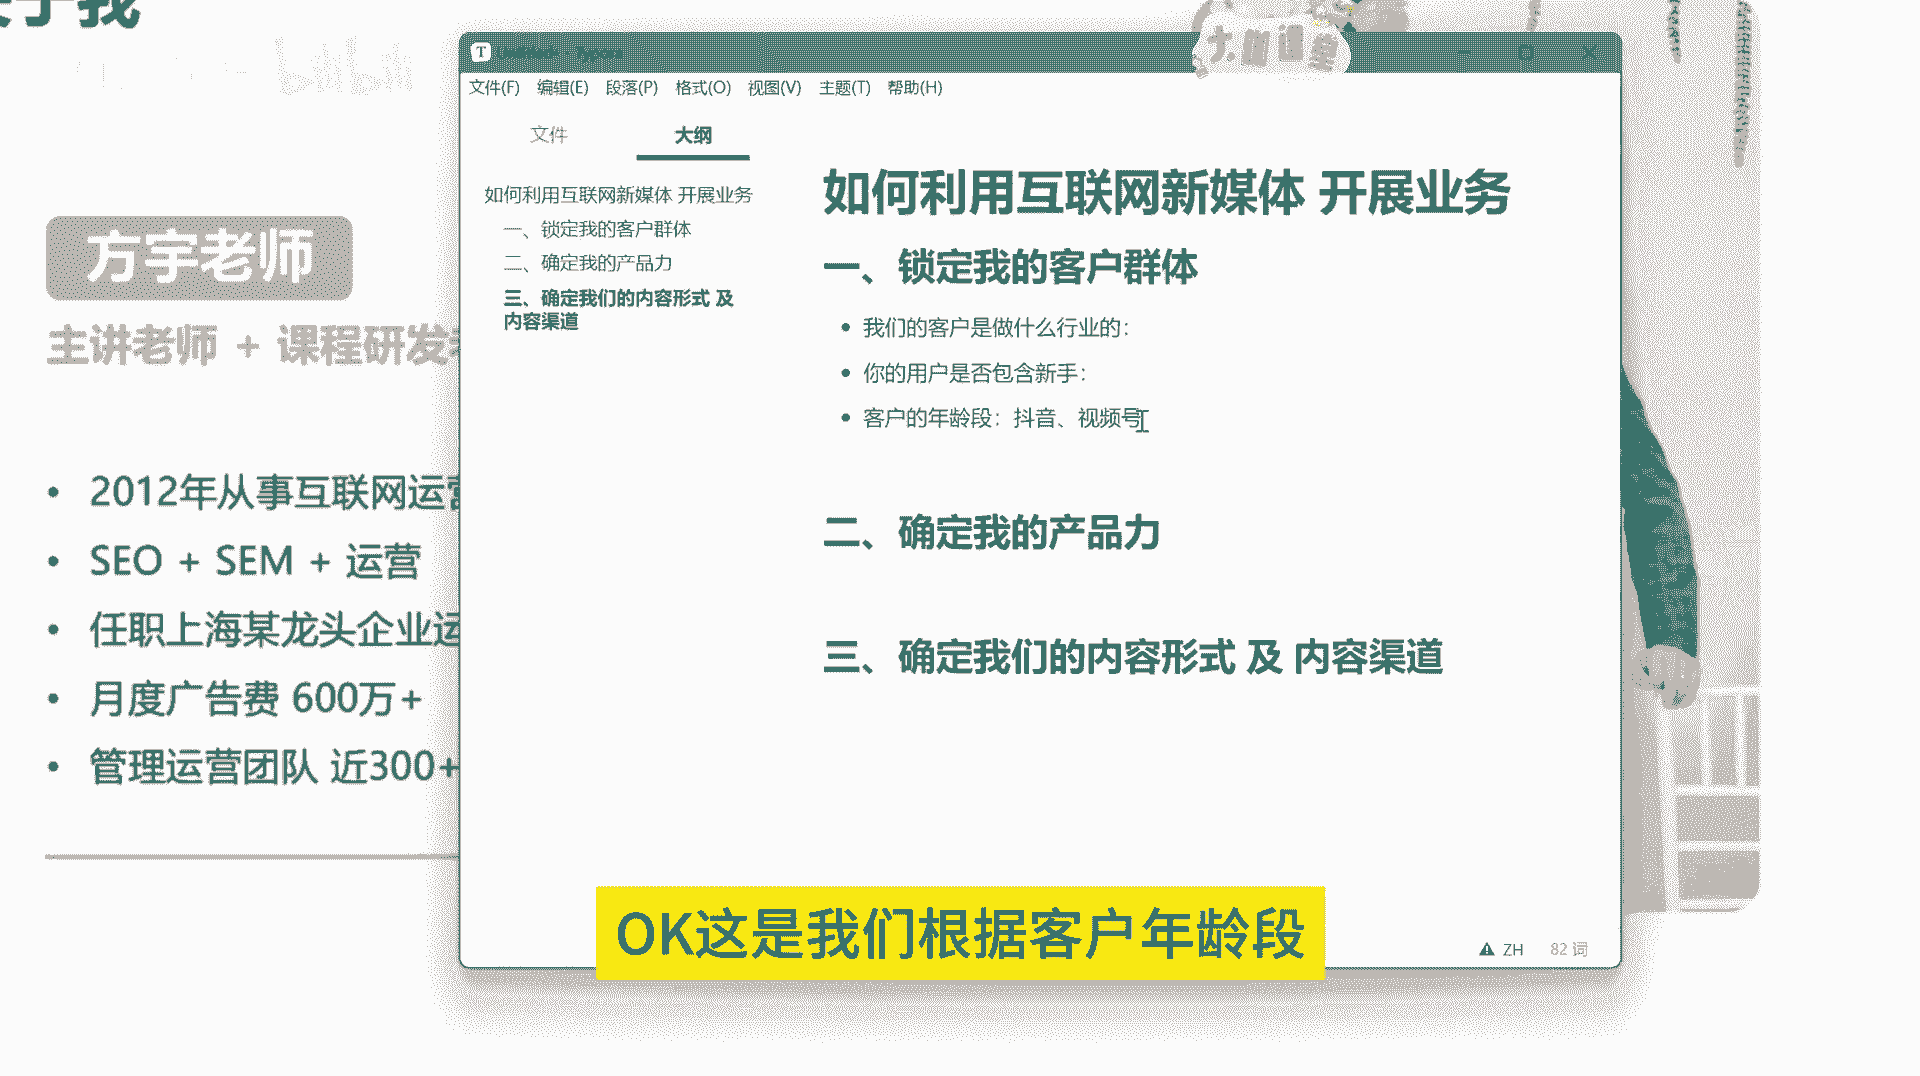 bilibili
方宇老师
主讲老师 + 课程研发
2012年从事互联网运营
SEO + SEM + 运营
任职上海某龙头企业运
月度广告费 600万+
管理运营团队 近300+
大鹏课堂
文件(F) 编辑(E) 段落(P) 格式(O) 视图(V) 主题(T) 帮助(H)
文件 大纲
如何利用互联网新媒体 开展业务
一、锁定我的客户群体
二、确定我的产品力
三、确定我们的内容形式 及
内容渠道
如何利用互联网新媒体 开展业务
一、锁定我的客户群体
我们的客户是做什么行业的：
你的用户是否包含新手：
客户的年龄段：抖音、视频号
二、确定我的产品力
三、确定我们的内容形式 及 内容渠道
ZH 82 词
OK这是我们根据客户年龄段